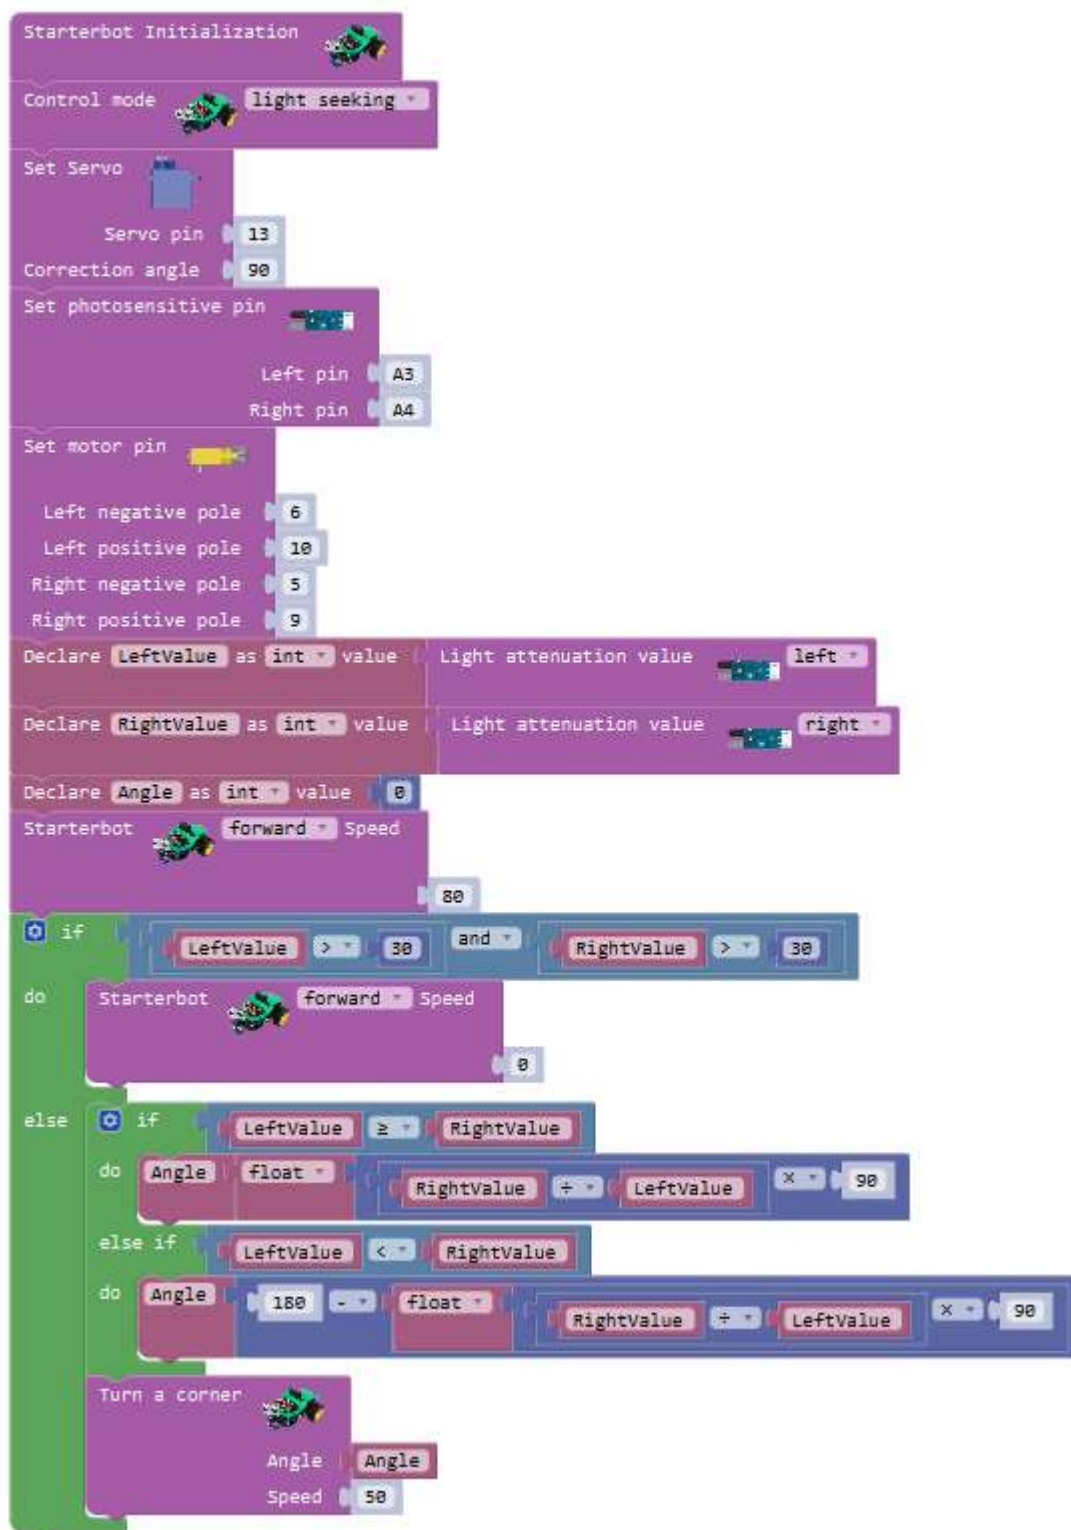 Starterbot Initialization
Control mode light seeking
Set Servo
Servo pin 13
Correction angle 90
Set photosensitive pin
Left pin A3
Right pin A4
Set motor pin
Left negative pole 6
Left positive pole 10
Right negative pole 5
Right positive pole 9
Declare LeftValue as int value Light attenuation value left
Declare RightValue as int value Light attenuation value right
Declare Angle as int value 0
Starterbot forward Speed
80
if LeftValue > 30 and RightValue > 30
do Starterbot forward Speed
0
else if LeftValue ≥ RightValue
do Angle float RightValue ÷ LeftValue × 90
else if LeftValue < RightValue
do Angle 180 - float RightValue ÷ LeftValue × 90
Turn a corner
Angle Angle
Speed 50